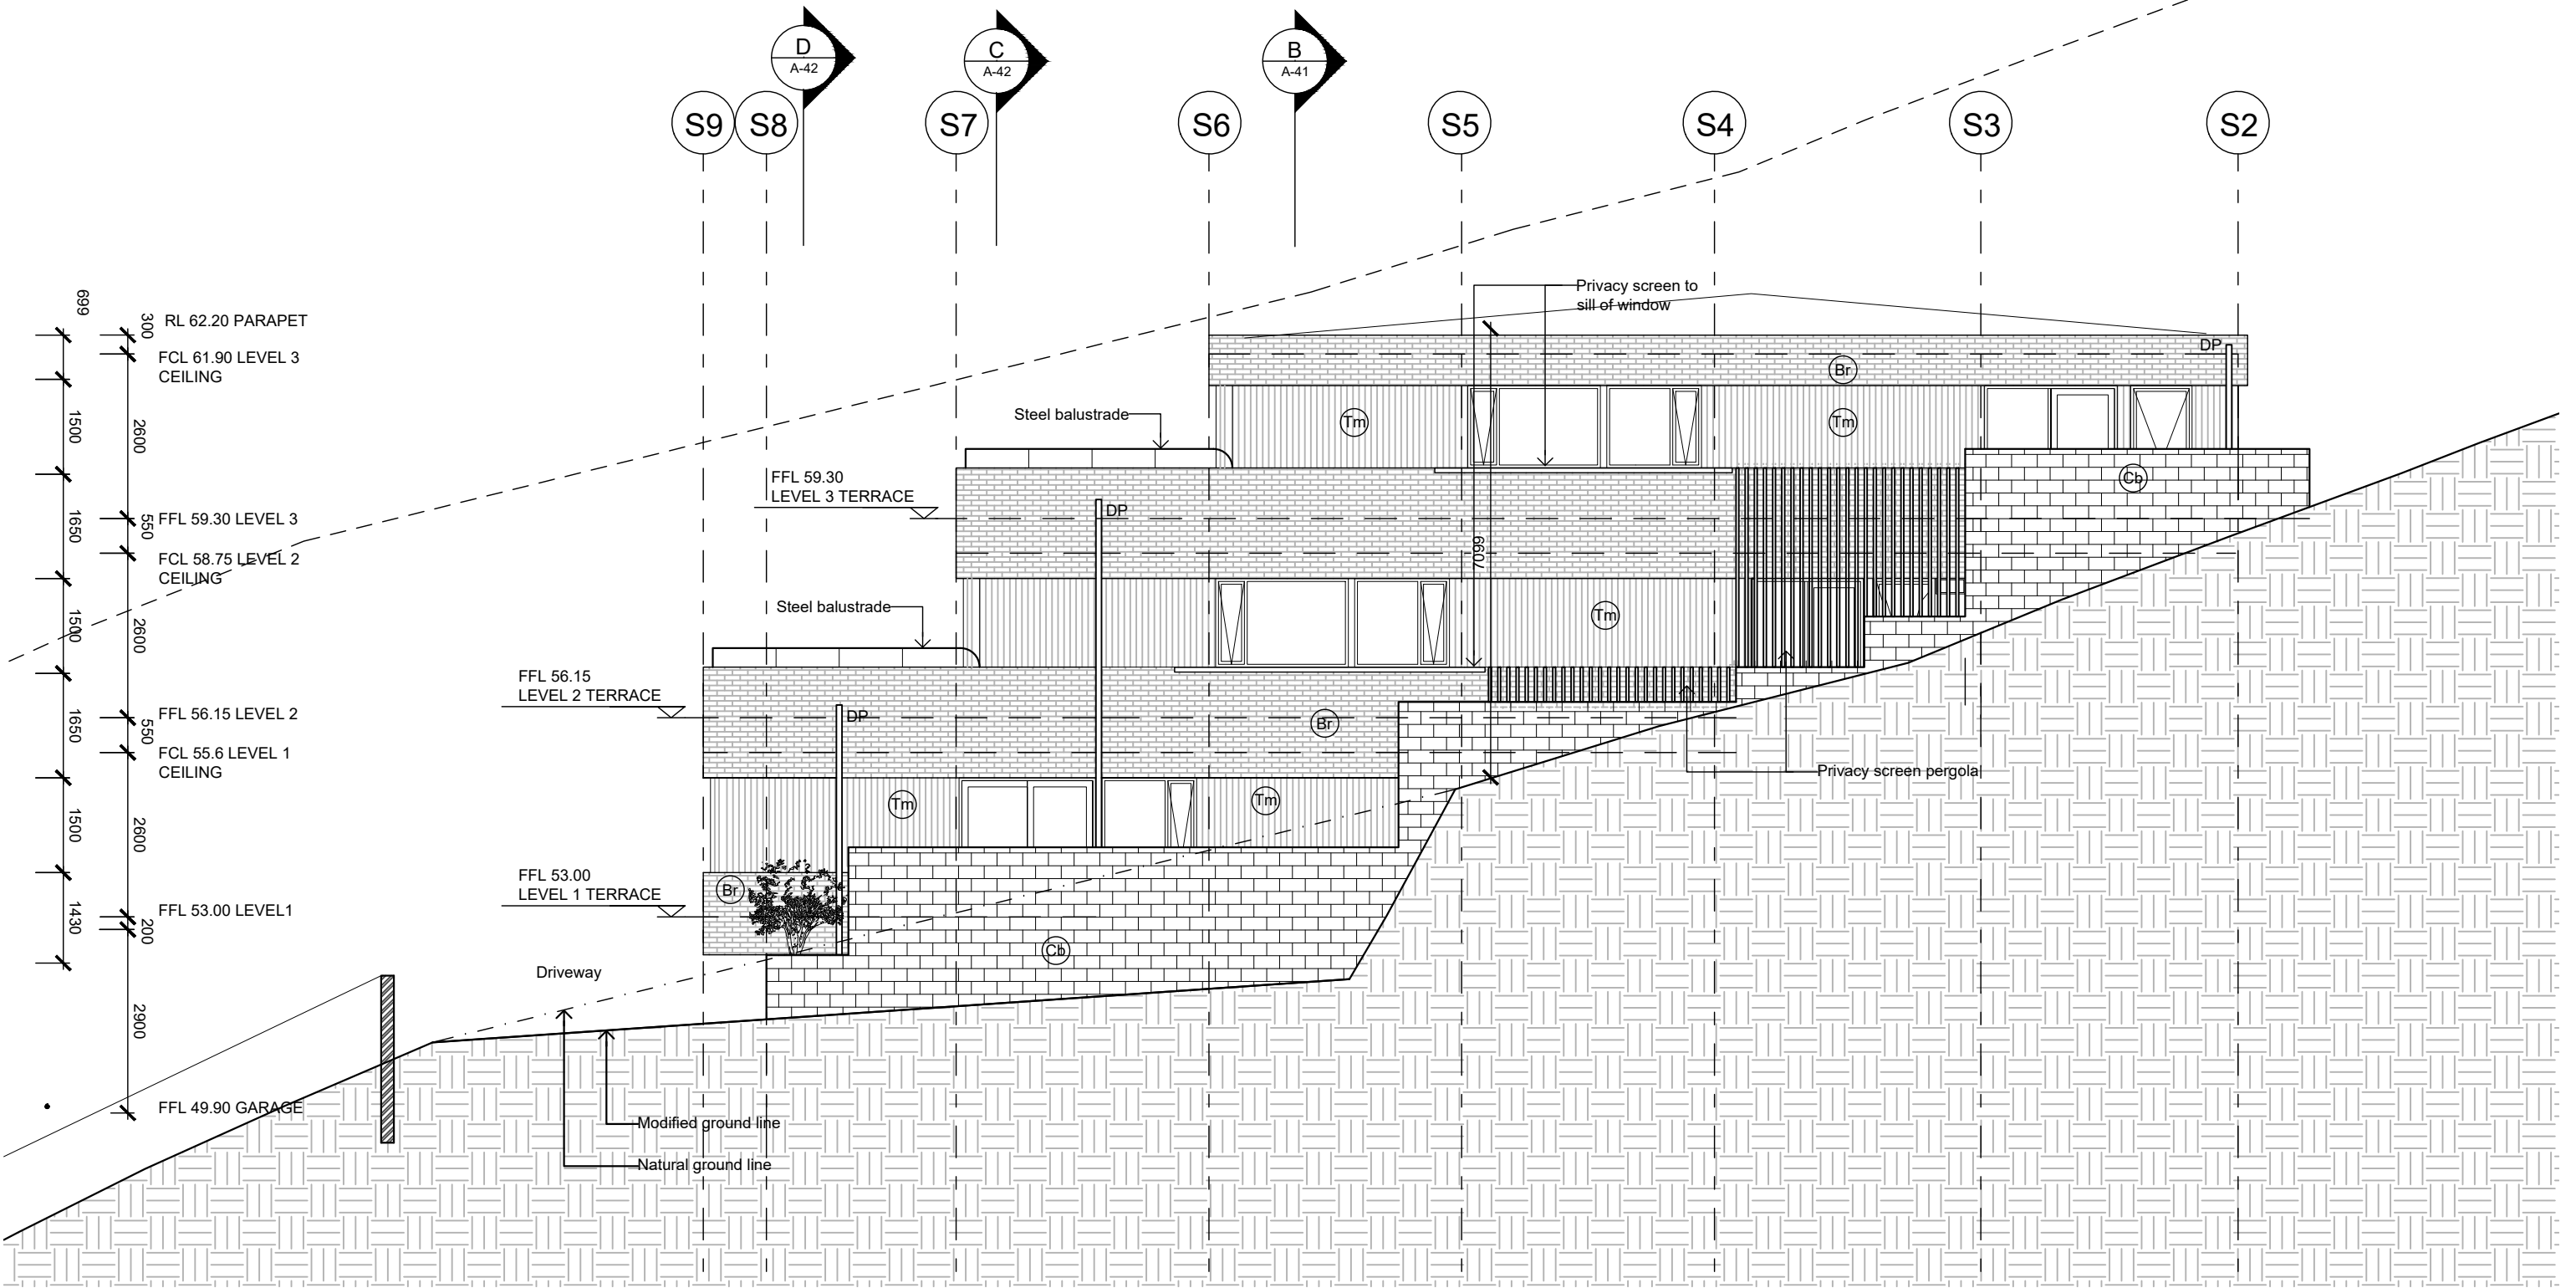 D
A-42
C
A-42
B
A-41
S9
S8
S7
S6
S5
S4
S3
S2
699
300
RL 62.20 PARAPET
FCL 61.90 LEVEL 3
CEILING
1500
2600
1650
FFL 59.30 LEVEL 3
550
FCL 58.75 LEVEL 2
CEILING
1500
2600
1650
FFL 56.15 LEVEL 2
550
FCL 55.6 LEVEL 1
CEILING
1500
2600
1430
FFL 53.00 LEVEL1
200
2900
FFL 49.90 GARAGE
Privacy screen to
sill of window
DP
Br
Tm
Tm
Steel balustrade
FFL 59.30
LEVEL 3 TERRACE
DP
Cb
7099
Steel balustrade
Tm
FFL 56.15
LEVEL 2 TERRACE
DP
Br
Privacy screen pergola
Tm
Tm
FFL 53.00
LEVEL 1 TERRACE
Br
Cb
Driveway
Modified ground line
Natural ground line